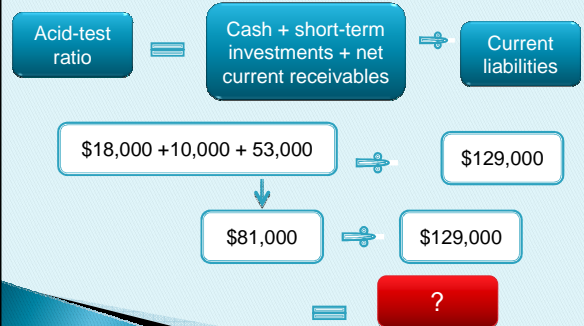 Acid-test
ratio
Cash + short-term
investments + net
current receivables
Current
liabilities
$18,000 +10,000 + 53,000
$129,000
$81,000
$129,000
?